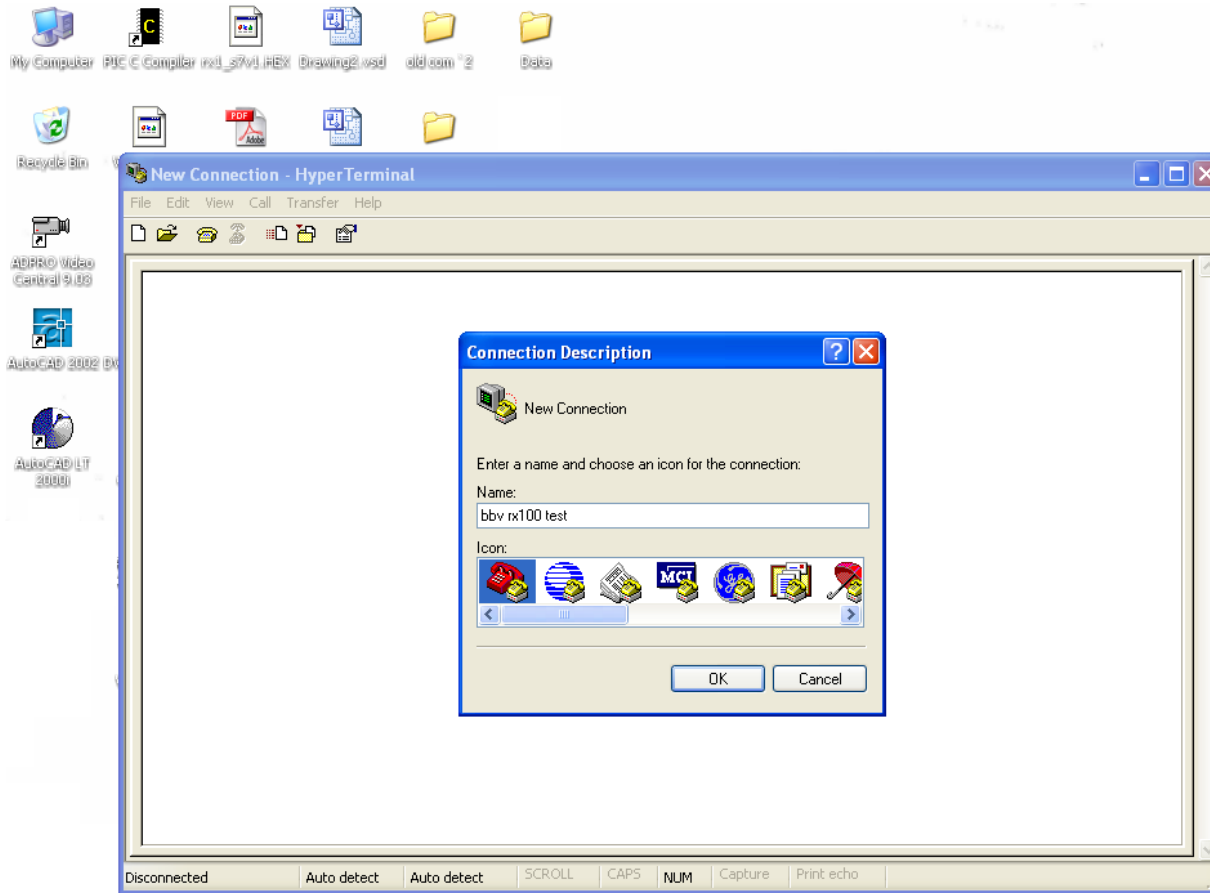 My Computer
PIC C Compiler
rx1_s7v1.HEX
Drawing2.vsd
Data
C
PDF
Adobe
Recycle Bin
New Connection - HyperTerminal
File Edit View Call Transfer Help
ADPRO Video
Central 9.03
AutoCAD 2002
AutoCAD LT
Connection Description
New Connection
Enter a name and choose an icon for the connection:
Name:
bbv rx100 test
Icon:
MCI
OK Cancel
Disconnected Auto detect Auto detect SCROLL CAPS NUM Capture Print echo